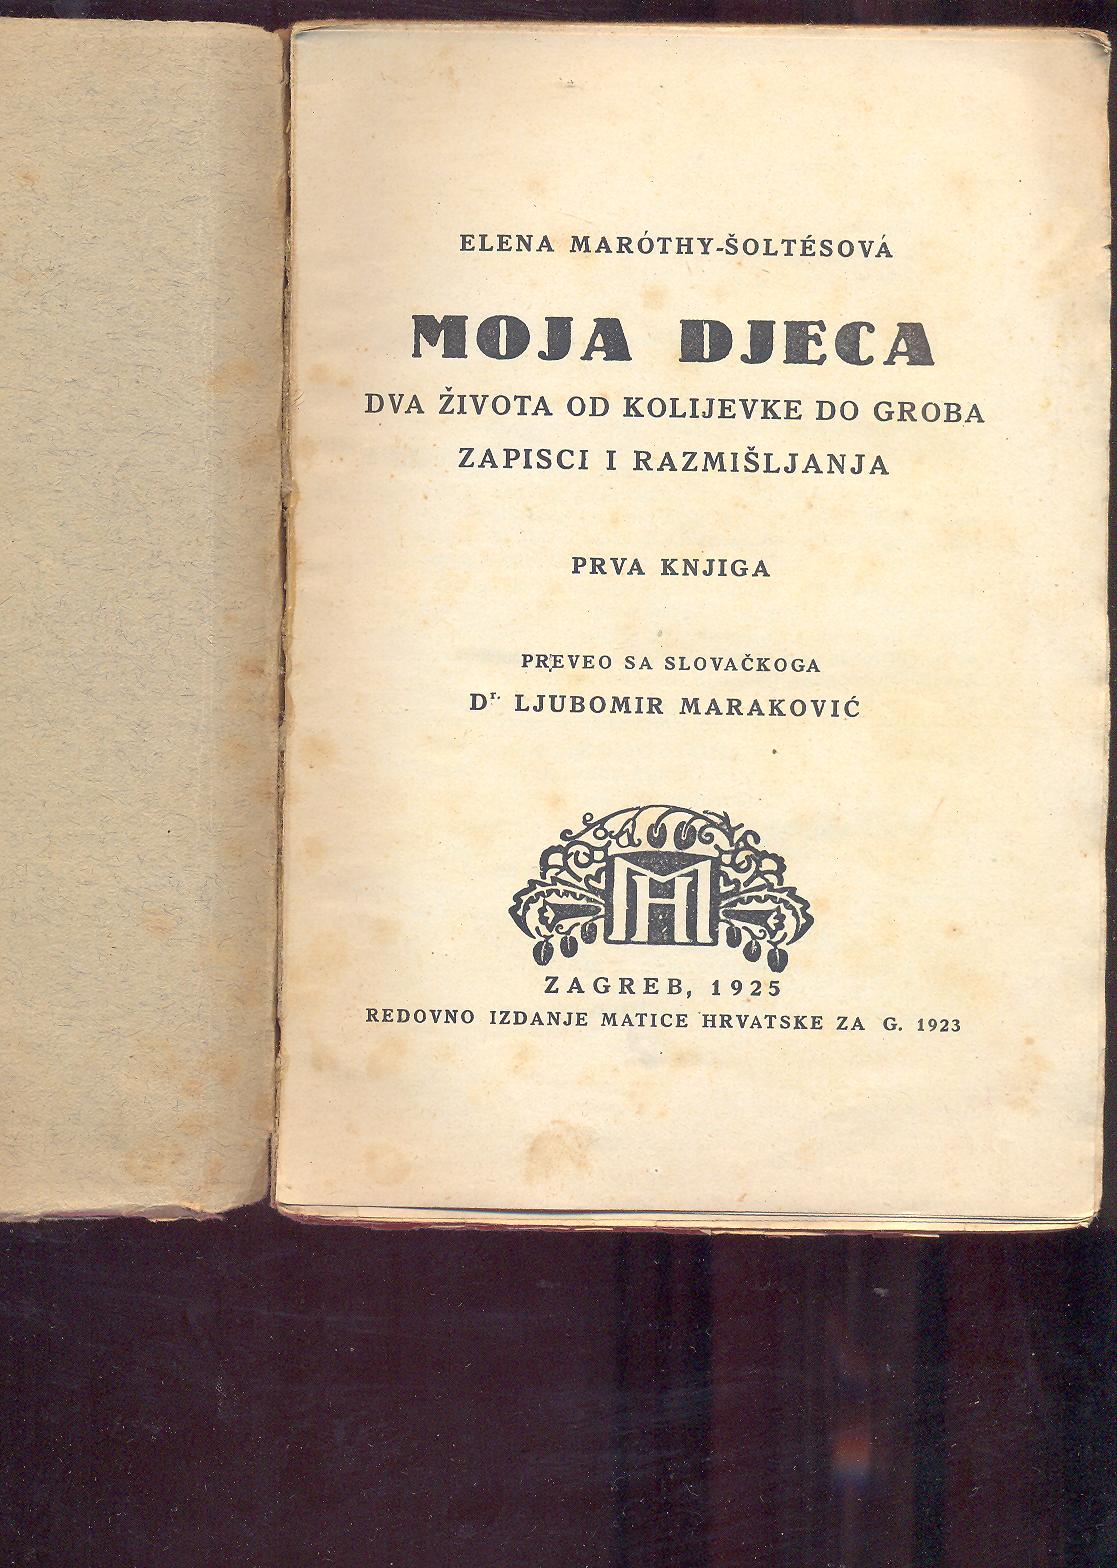 ELENA MARÓTHY-ŠOLTÉSOVÁ
MOJA DJECA
DVA ŽIVOTA OD KOLIJEVKE DO GROBA
ZAPISCI I RAZMIŠLJANJA
PRVA KNJIGA
PREVEO SA SLOVAČKOGA
Dr. LJUBOMIR MARAKOVIĆ
MH
ZAGREB, 1925
REDOVNO IZDANJE MATICE HRVATSKE ZA G. 1923